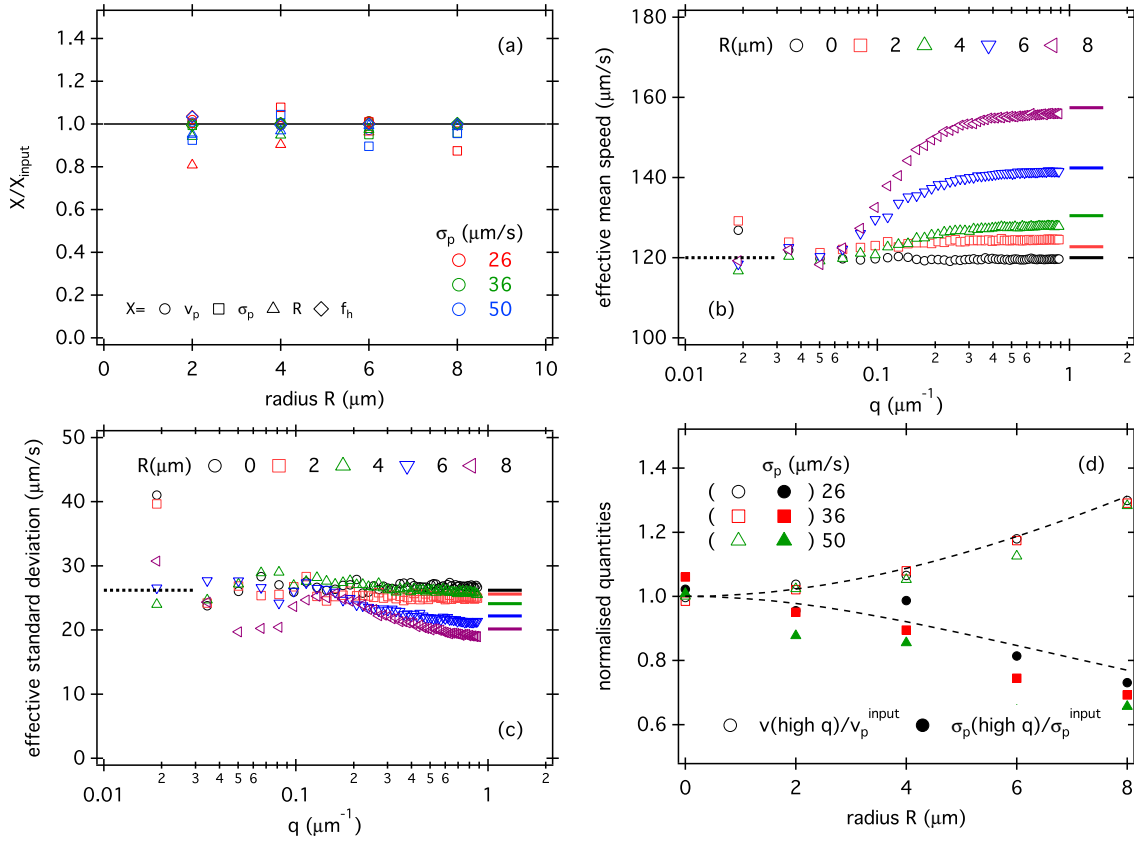 (a)
1.4
1.2
1.0
0.8
0.6
0.4
0.2
0.0
X/X_input
σp (μm/s)
26
36
50
X= vp σp R fh
0 2 4 6 8 10
radius R (μm)
180
160
140
120
100
effective mean speed (μm/s)
R(μm) 0 2 4 6 8
(b)
2 3 4 5 6 2 3 4 5 6 8 2
0.01 0.1 1
q (μm⁻¹)
50
40
30
20
10
0
effective standard deviation (μm/s)
R(μm) 0 2 4 6 8
(c)
2 3 4 5 6 2 3 4 5 6 8 2
0.01 0.1 1
q (μm⁻¹)
1.4
1.2
1.0
0.8
0.6
normalised quantities
σp (μm/s)
(d)
( ) 26
( ) 36
( ) 50
v(high q)/vp^input σp(high q)/σp^input
0 2 4 6 8
radius R (μm)